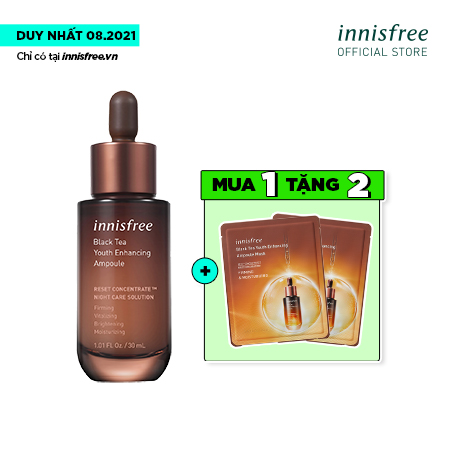 DUY NHẤT 08.2021
Chỉ có tại innisfree.vn
innisfree
OFFICIAL STORE
MUA 1 TẶNG 2
innisfree
Black Tea
Youth Enhancing
Ampoule
RESET CONCENTRATE™
NIGHT CARE SOLUTION
Firming
Vitalizing
Brightening
Moisturizing
1.01 FL Oz. / 30 mL
+
innisfree
Black Tea Youth Enhancing
Ampoule Mask
FIRMING
& MOISTURIZING